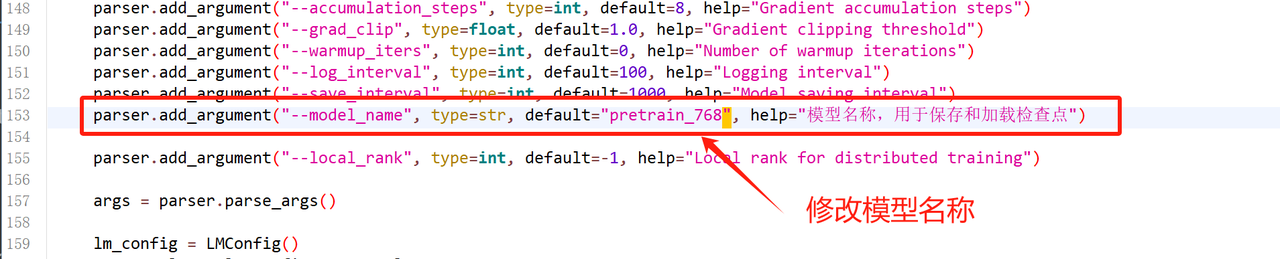 148 parser.add_argument("--accumulation_steps", type=int, default=8, help="Gradient accumulation steps")
149 parser.add_argument("--grad_clip", type=float, default=1.0, help="Gradient clipping threshold")
150 parser.add_argument("--warmup_iters", type=int, default=0, help="Number of warmup iterations")
151 parser.add_argument("--log_interval", type=int, default=100, help="Logging interval")
152 parser.add_argument("--save_interval", type=int, default=1000, help="Model saving interval")
153 parser.add_argument("--model_name", type=str, default="pretrain_768", help="模型名称，用于保存和加载检查点")
154
155 parser.add_argument("--local_rank", type=int, default=-1, help="Local rank for distributed training")
156
157 args = parser.parse_args()
158
修改模型名称
159 lm_config = LMConfig()